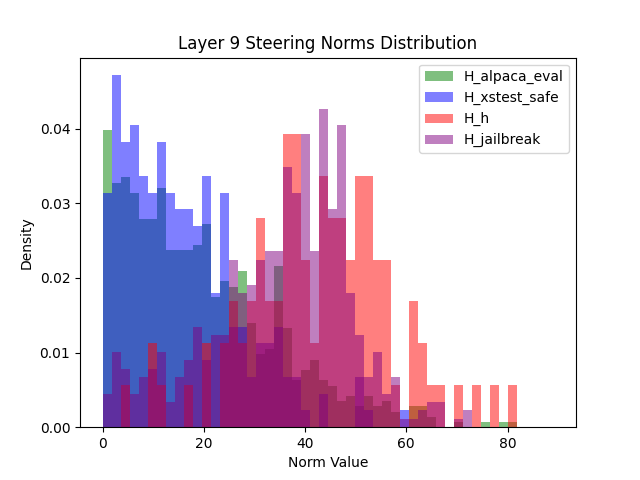 Layer 9 Steering Norms Distribution
H_alpaca_eval
H_xstest_safe
H_h
H_jailbreak
Density
0.04
0.03
0.02
0.01
0.00
0 20 40 60 80
Norm Value